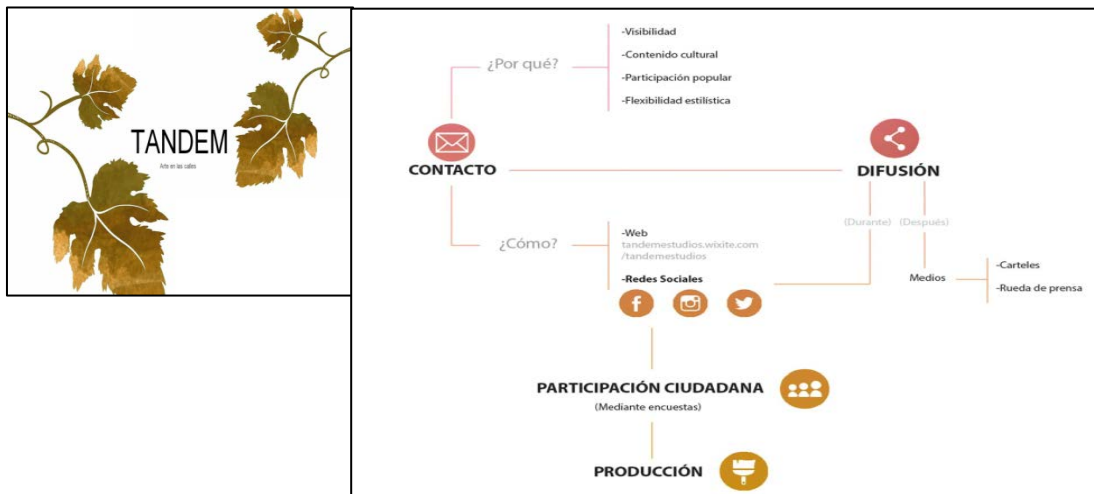 TANDEM
Arte en las calles
¿Por qué?
-Visibilidad
-Contenido cultural
-Participación popular
-Flexibilidad estilística
CONTACTO
DIFUSIÓN
(Durante)
(Después)
¿Cómo?
-Web
tandemestudios.wixite.com
/tandemestudios
-Redes Sociales
Medios
-Carteles
-Rueda de prensa
PARTICIPACIÓN CIUDADANA
(Mediante encuestas)
PRODUCCIÓN